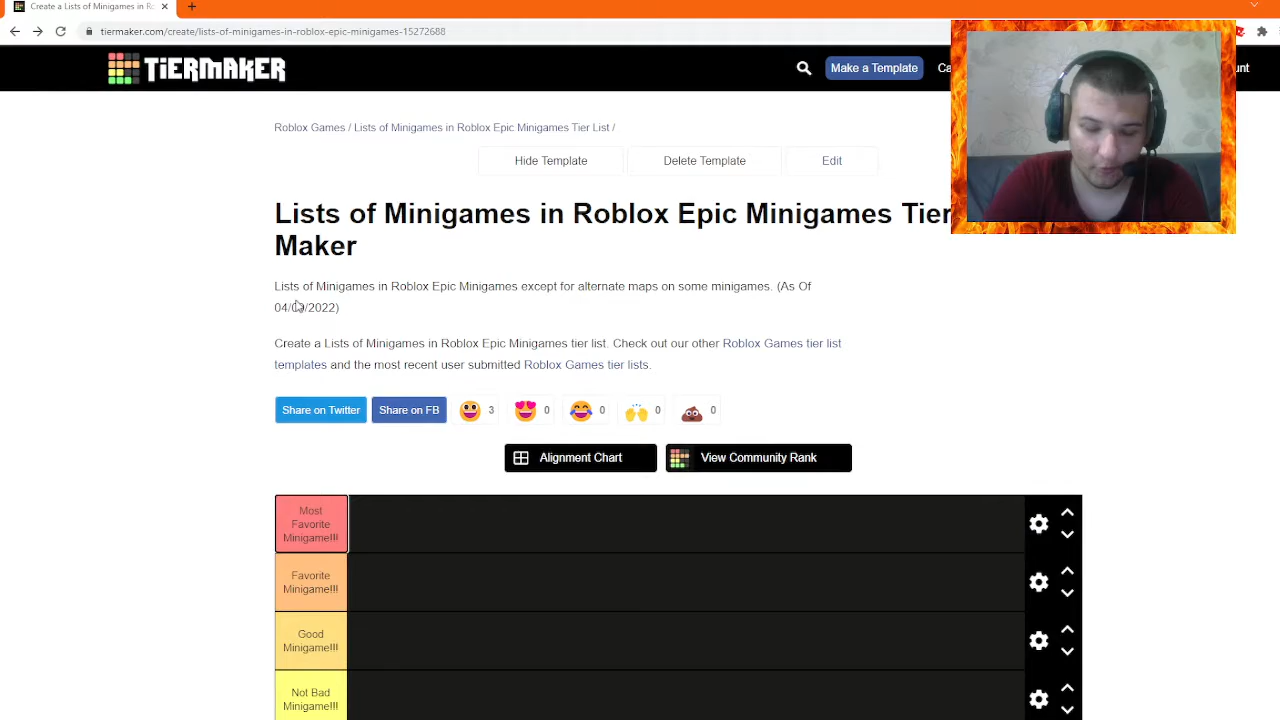 Create a Lists of Minigames in Ro
tiermaker.com/create/lists-of-minigames-in-roblox-epic-minigames-15272688
TIERMAKER
Make a Template
Roblox Games / Lists of Minigames in Roblox Epic Minigames Tier List /
Hide Template
Delete Template
Edit
Lists of Minigames in Roblox Epic Minigames Tier
Maker
Lists of Minigames in Roblox Epic Minigames except for alternate maps on some minigames. (As Of
04/09/2022)
Create a Lists of Minigames in Roblox Epic Minigames tier list. Check out our other Roblox Games tier list
templates and the most recent user submitted Roblox Games tier lists.
Share on Twitter
Share on FB
3
0
0
0
0
Alignment Chart
View Community Rank
Most
Favorite
Minigame!!!
Favorite
Minigame!!!
Good
Minigame!!!
Not Bad
Minigame!!!